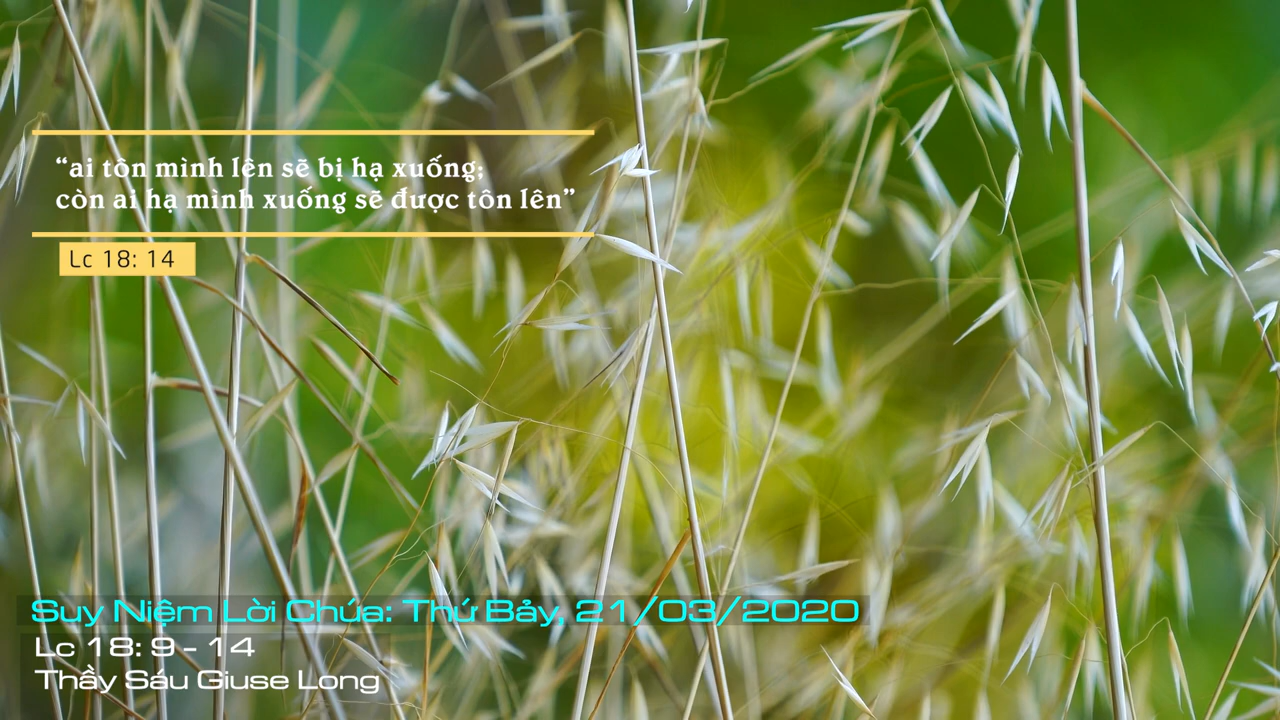 “ai tôn mình lên sẽ bị hạ xuống;
còn ai hạ mình xuống sẽ được tôn lên”
Lc 18: 14
Suy Niệm Lời Chúa: Thứ Bảy, 21/03/2020
Lc 18: 9 - 14
Thầy Sáu Giuse Long